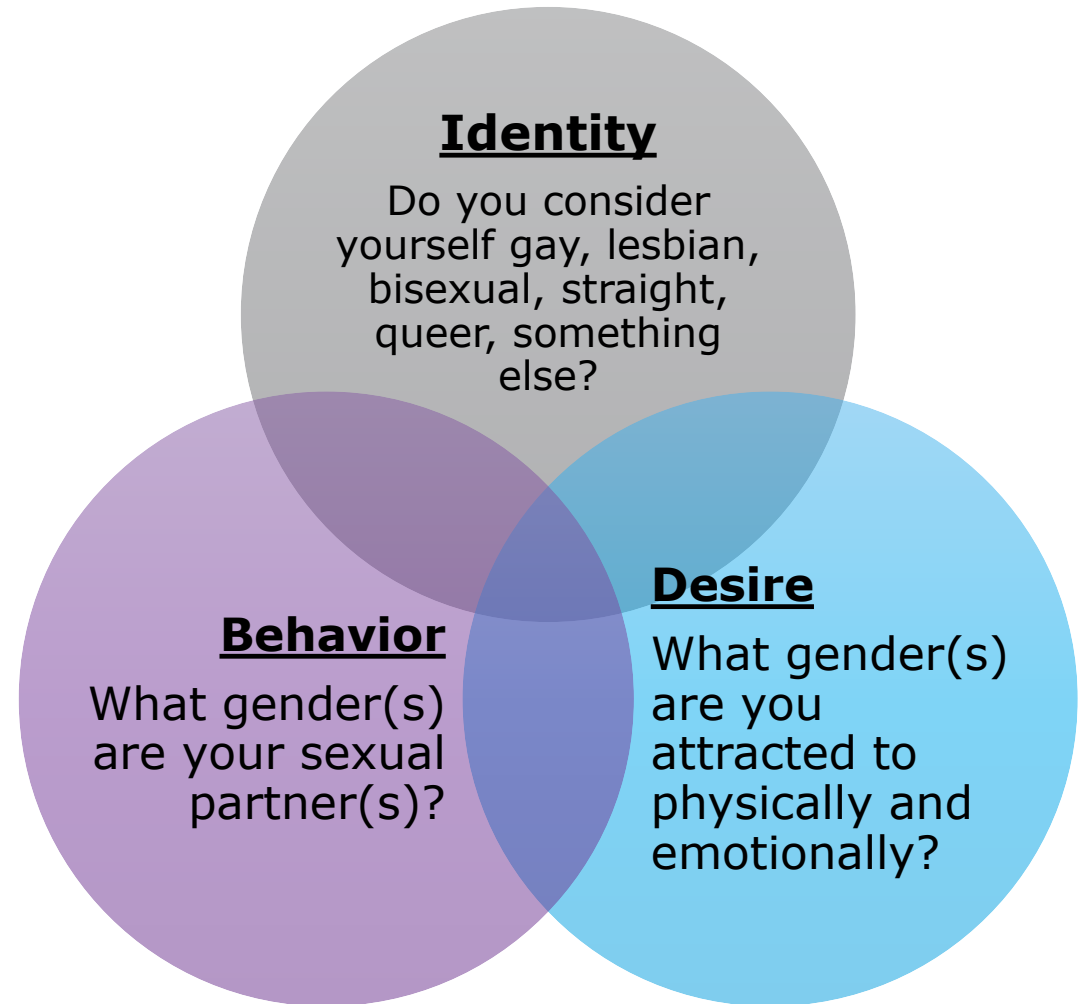 Identity
Do you consider
yourself gay, lesbian,
bisexual, straight,
queer, something
else?
Behavior
What gender(s)
are your sexual
partner(s)?
Desire
What gender(s)
are you
attracted to
physically and
emotionally?